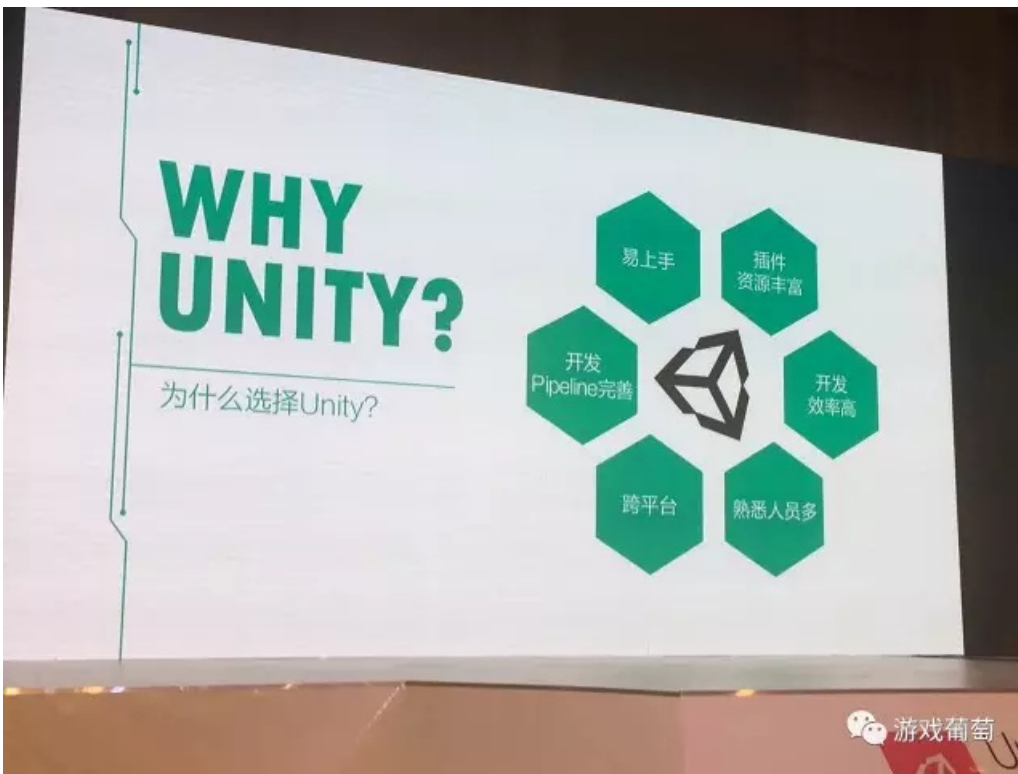 WHY
UNITY?
为什么选择Unity?
易上手
插件
资源丰富
开发
Pipeline完善
开发
效率高
跨平台
熟悉人员多
游戏葡萄